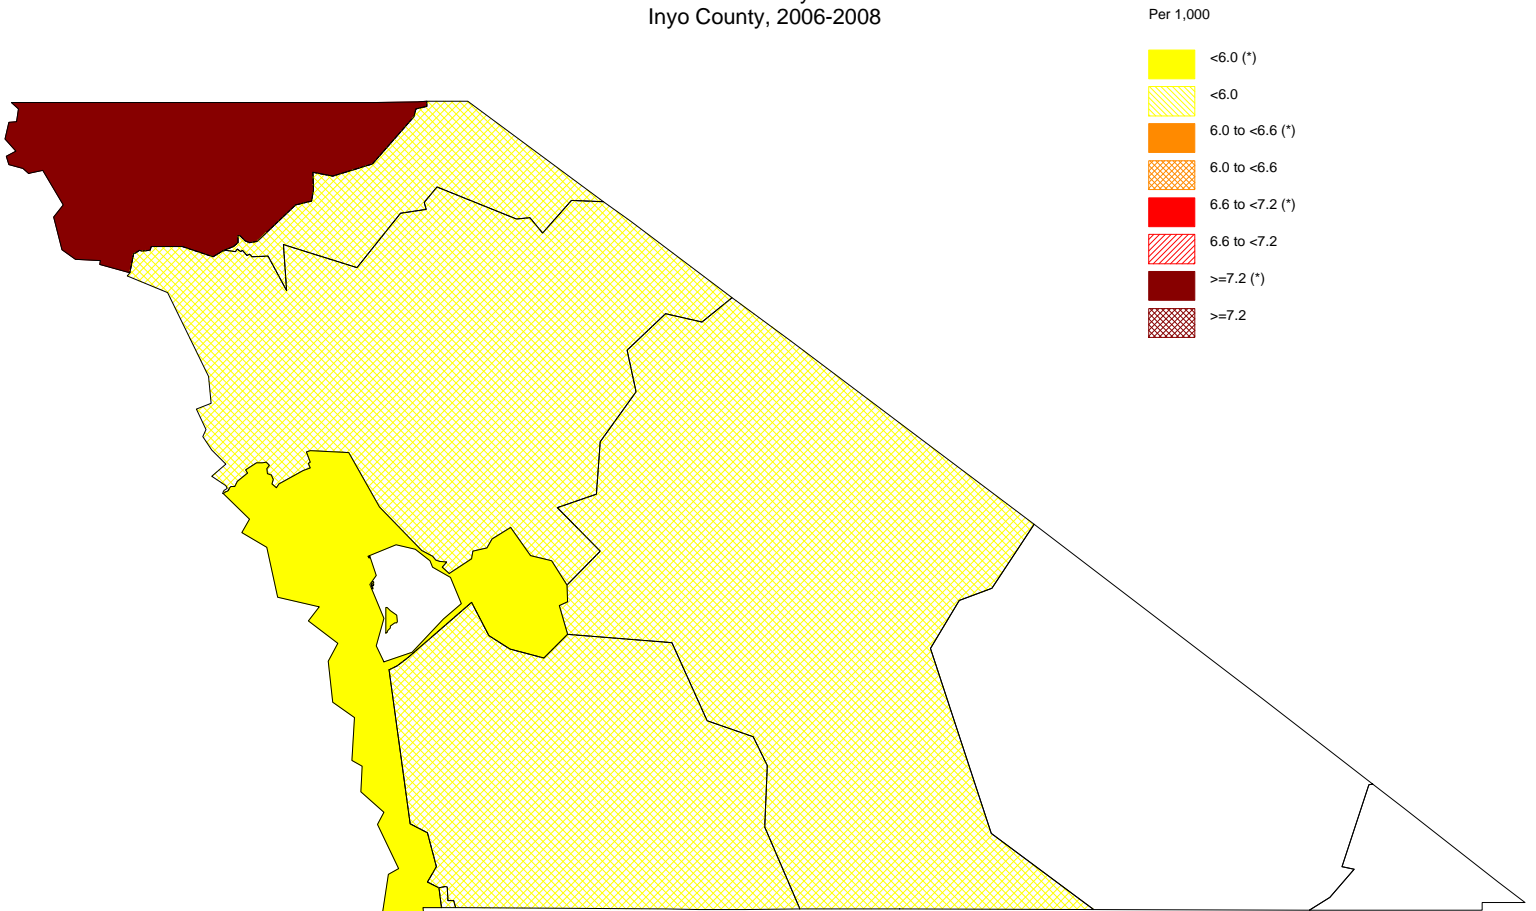 Inyo County, 2006-2008
Per 1,000
<6.0 (*)
<6.0
6.0 to <6.6 (*)
6.0 to <6.6
6.6 to <7.2 (*)
6.6 to <7.2
>=7.2 (*)
>=7.2